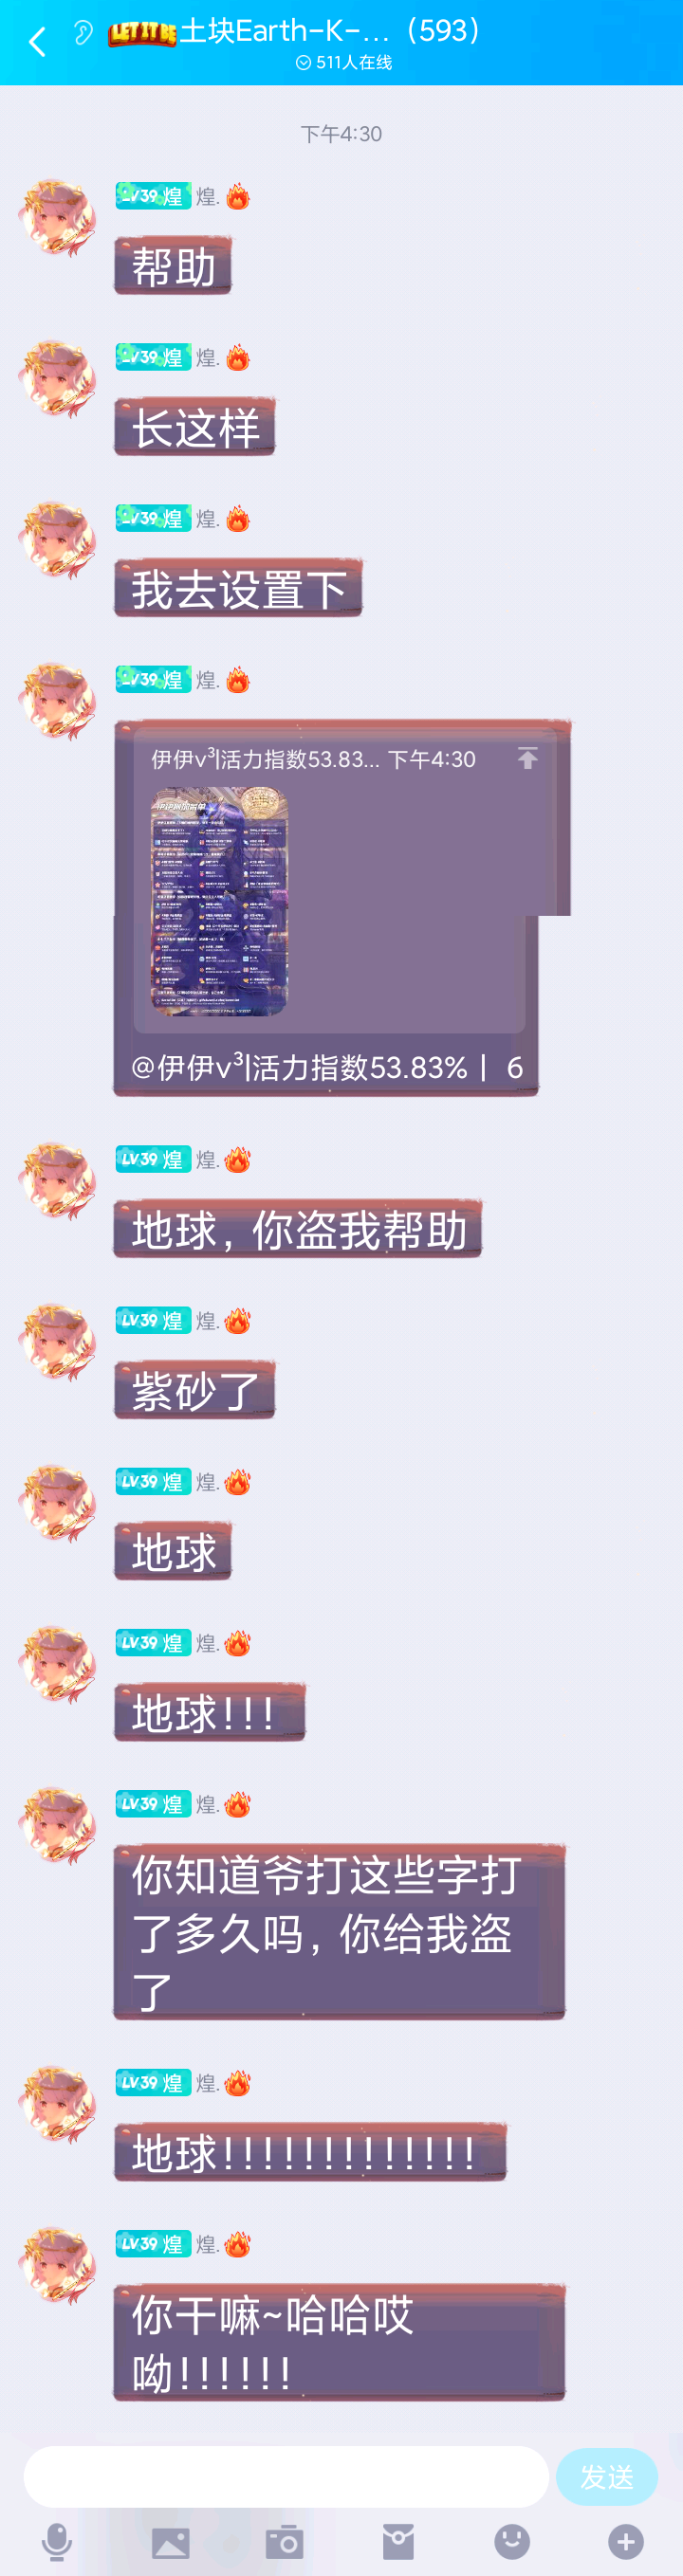 LET IT BE 土块Earth-K-...（593）
511人在线
下午4:30
LV39 煌 煌.
帮助
LV39 煌 煌.
长这样
LV39 煌 煌.
我去设置下
LV39 煌 煌.
伊伊v³|活力指数53.83... 下午4:30
@伊伊v³|活力指数53.83%丨 6
LV39 煌 煌.
地球，你盗我帮助
LV39 煌 煌.
紫砂了
LV39 煌 煌.
地球
LV39 煌 煌.
地球!!!
LV39 煌 煌.
你知道爷打这些字打
了多久吗，你给我盗
了
LV39 煌 煌.
地球!!!!!!!!!!!!!
LV39 煌 煌.
你干嘛~哈哈哎
呦!!!!!!
发送